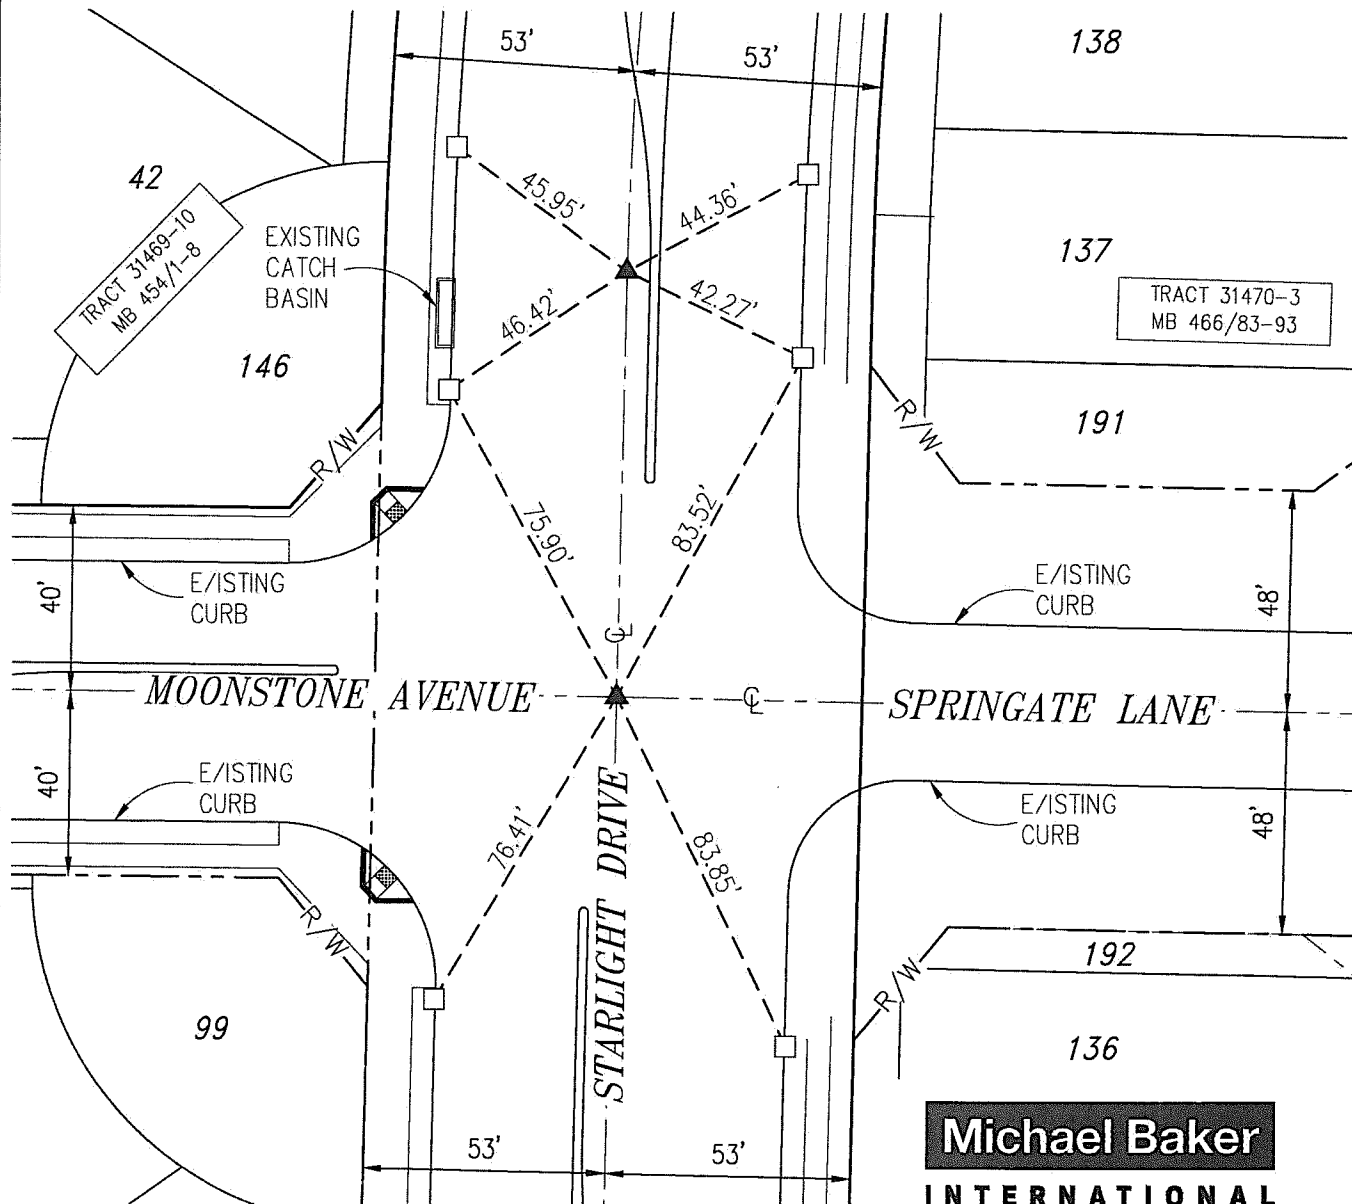 53'
53'
138
42
45.95'
44.36'
TRACT 31469-10
MB 454/1-8
EXISTING
CATCH
BASIN
137
46.42'
42.27'
TRACT 31470-3
MB 466/83-93
146
R/W
R/W
191
75.90'
83.52'
40'
E/ISTING
CURB
E/ISTING
CURB
48'
CL
MOONSTONE AVENUE
CL
SPRINGATE LANE
40'
E/ISTING
CURB
STARLIGHT DRIVE
76.41'
83.85'
E/ISTING
CURB
48'
R/W
R/W
192
99
136
53'
53'
Michael Baker
INTERNATIONAL